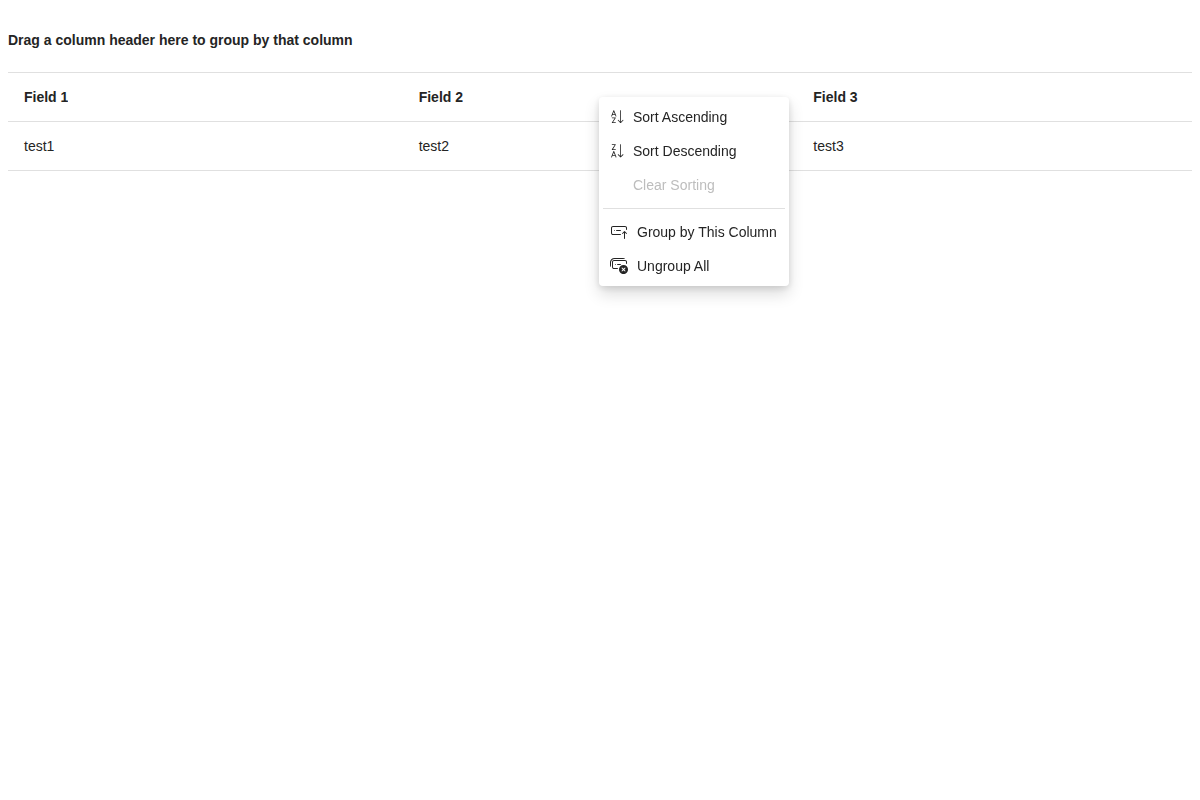 Drag a column header here to group by that column
Field 1 Field 2 Field 3
test1 test2 test3
Sort Ascending
Sort Descending
Clear Sorting
Group by This Column
Ungroup All